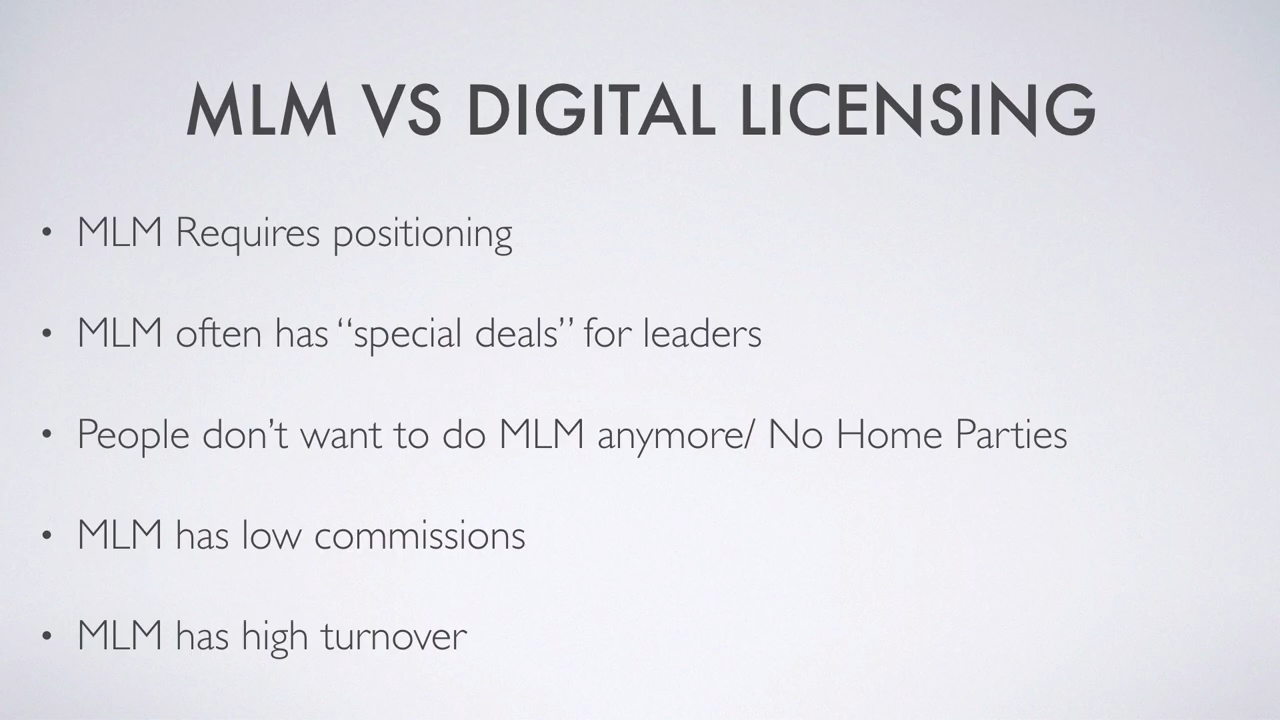 MLM VS DIGITAL LICENSING
• MLM Requires positioning
• MLM often has “special deals” for leaders
• People don’t want to do MLM anymore/ No Home Parties
• MLM has low commissions
• MLM has high turnover